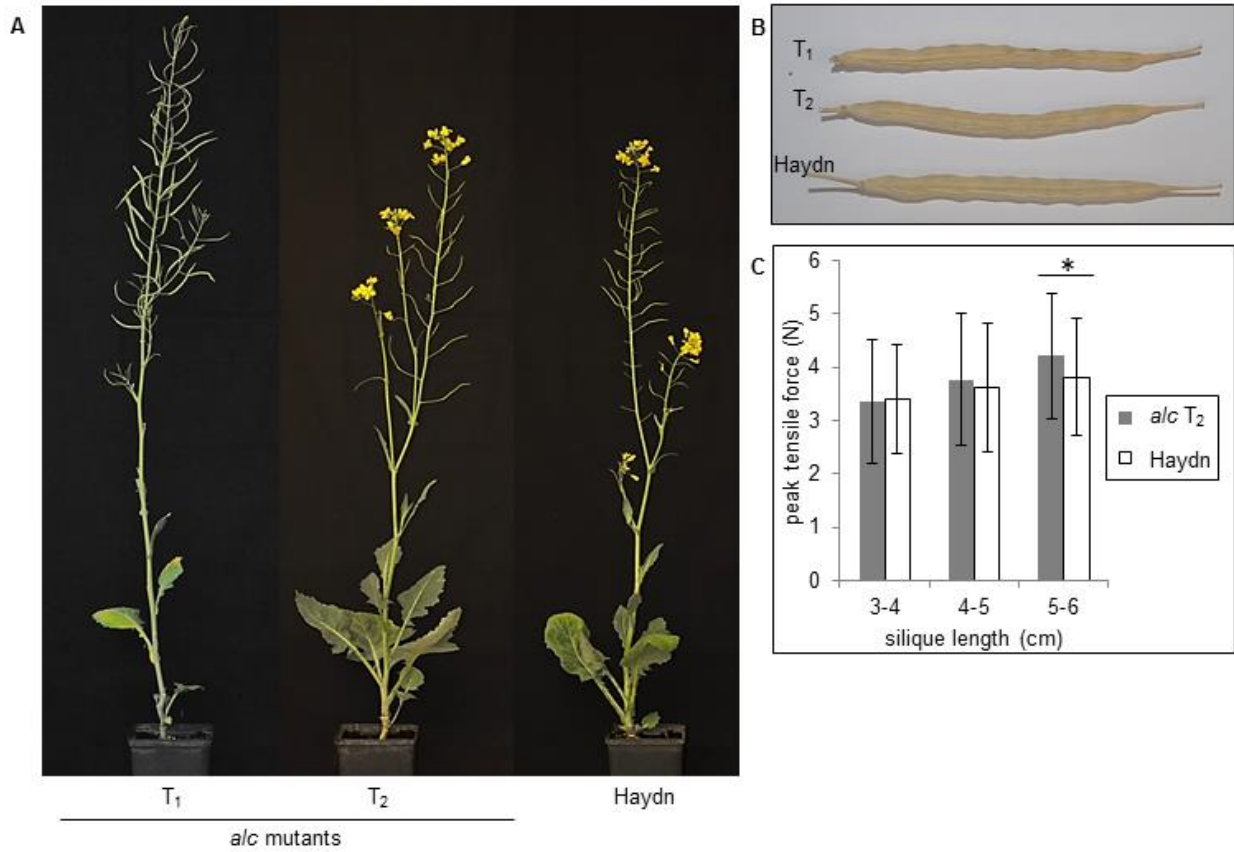 A
T₁
T₂
Haydn
alc mutants
B
T₁
T₂
Haydn
C
6
5
4
3
2
1
0
peak tensile force (N)
*
3-4 4-5 5-6
silique length (cm)
alc T₂
Haydn